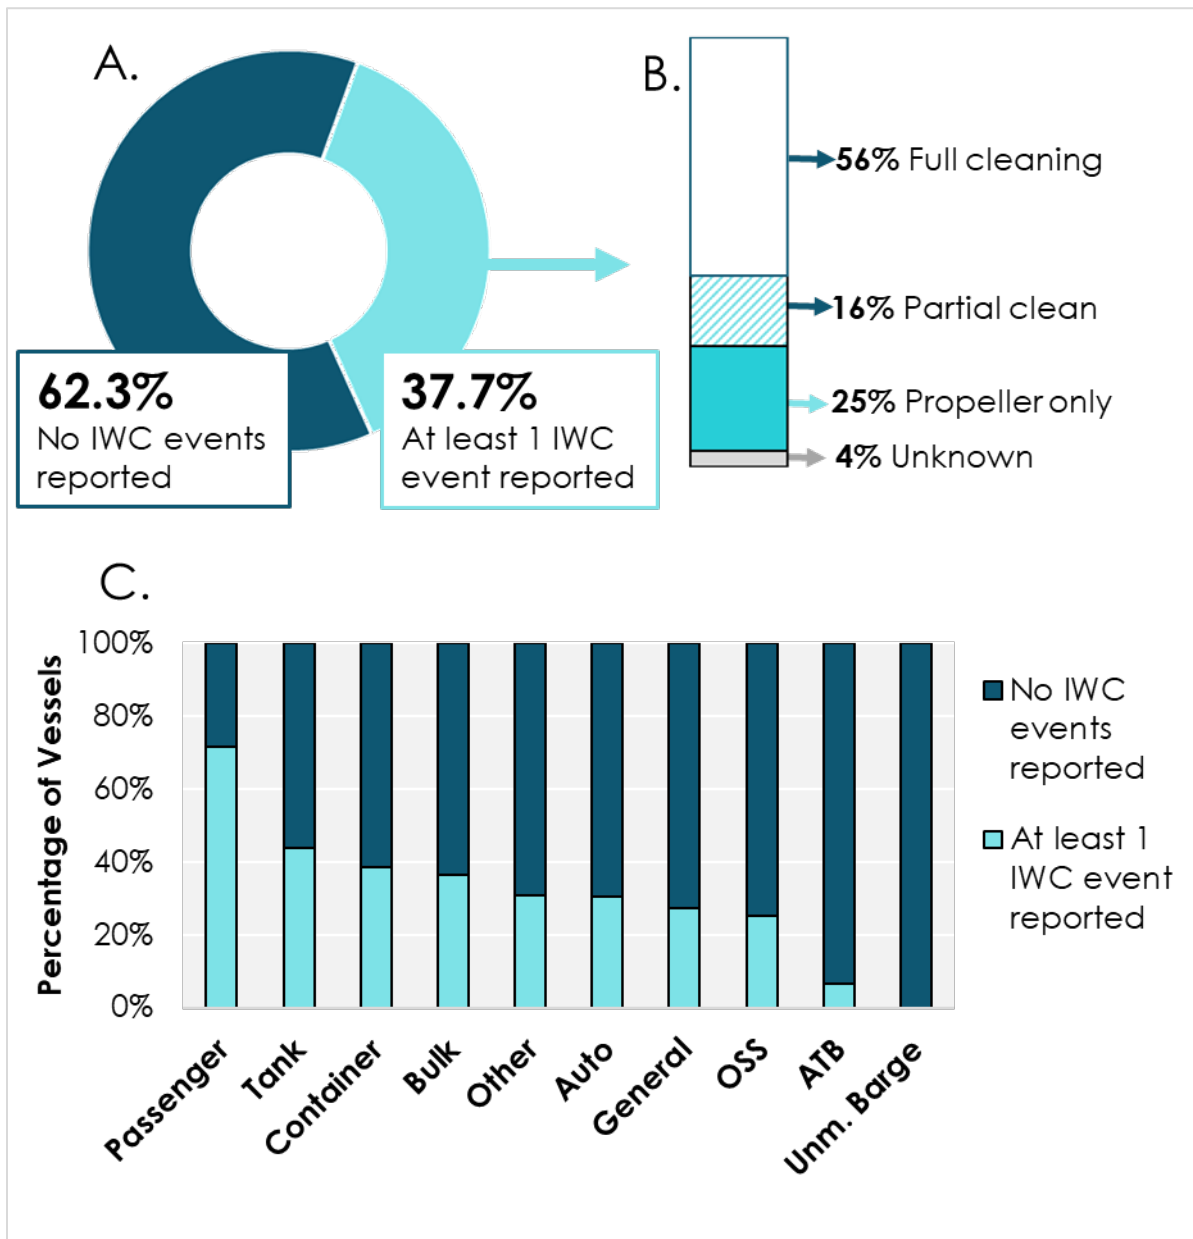 A.
62.3%
No IWC events
reported
37.7%
At least 1 IWC
event reported
B.
56% Full cleaning
16% Partial clean
25% Propeller only
4% Unknown
C.
Percentage of Vessels
100%
80%
60%
40%
20%
0%
Passenger
Tank
Container
Bulk
Other
Auto
General
OSS
ATB
Unm. Barge
No IWC
events
reported
At least 1
IWC event
reported